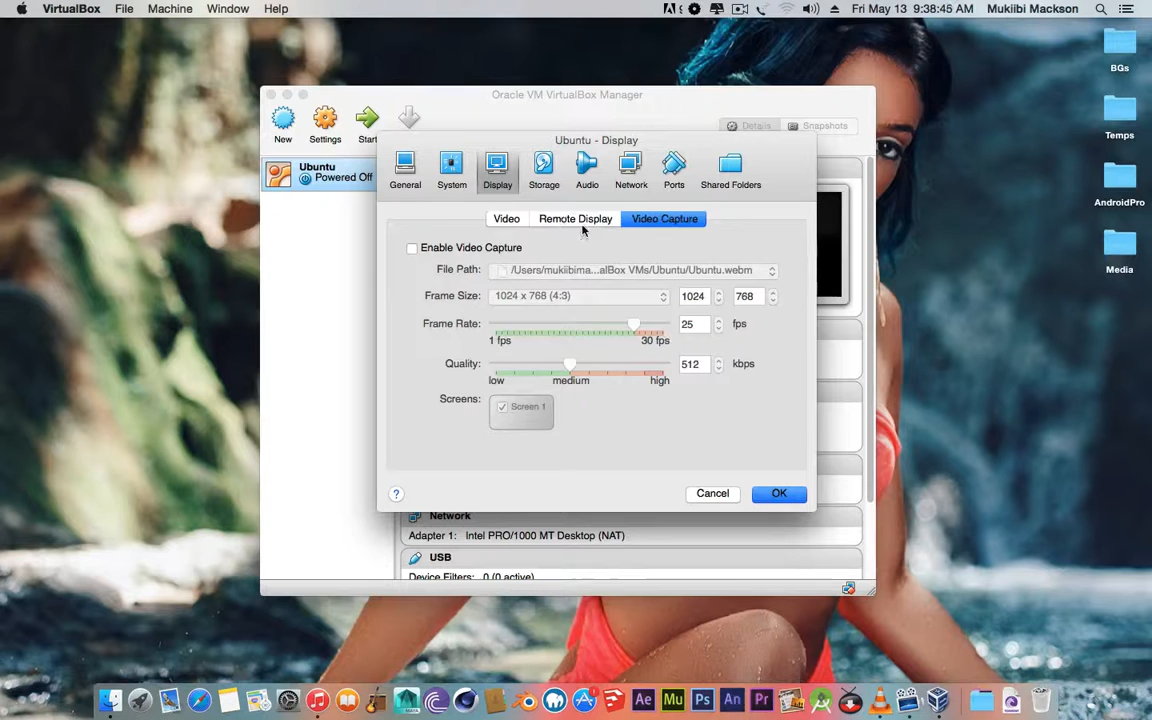 VirtualBox File Machine Window Help Fri May 13 9:38:45 AM Mukiibi Mackson
BGs
Temps
AndroidPro
Media
Oracle VM VirtualBox Manager
New Settings Start Details Snapshots
Ubuntu
Powered Off
Ubuntu - Display
General System Display Storage Audio Network Ports Shared Folders
Video Remote Display Video Capture
Enable Video Capture
File Path: /Users/mukiibima...alBox VMs/Ubuntu/Ubuntu.webm
Frame Size: 1024 x 768 (4:3) 1024 768
Frame Rate: 25 fps
1 fps 30 fps
Quality: 512 kbps
low medium high
Screens: Screen 1
? Cancel OK
Network
Adapter 1: Intel PRO/1000 MT Desktop (NAT)
USB
Device Filters: 0 (0 active)
Ae Mu Ps An Pr